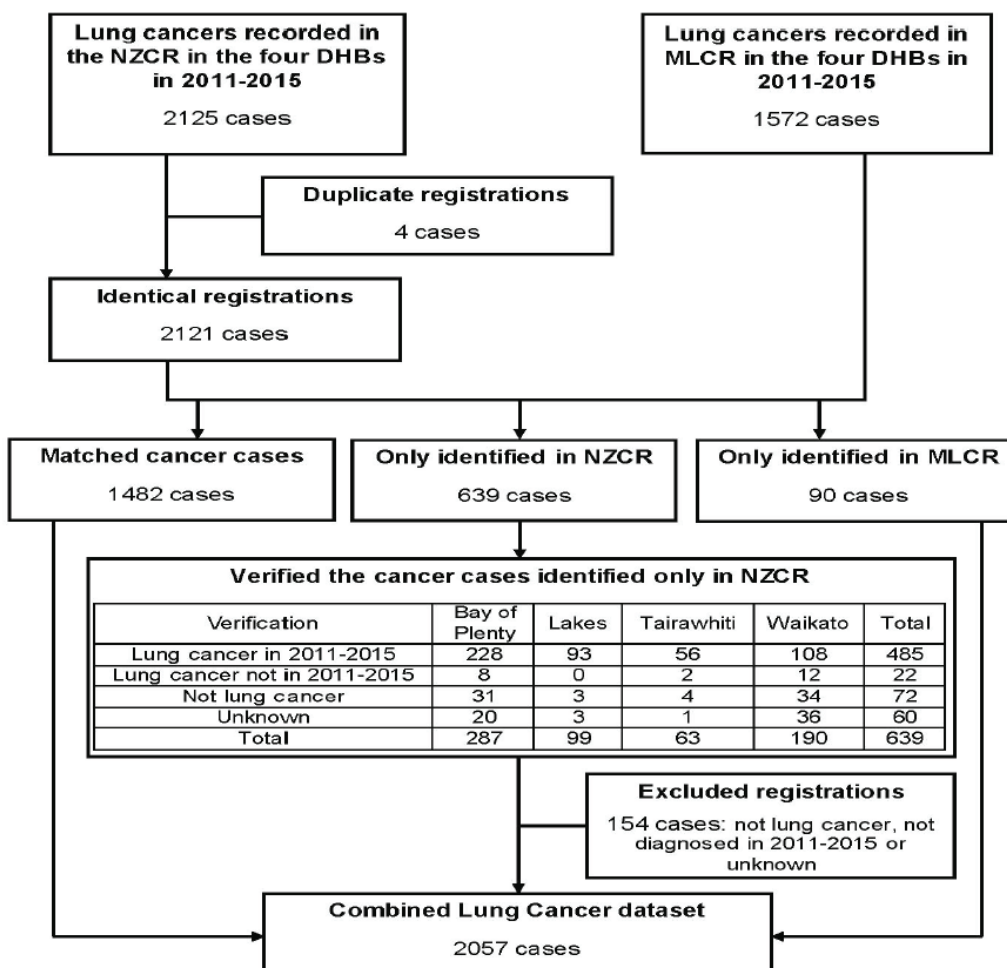 Lung cancers recorded in
the NZCR in the four DHBs
in 2011-2015
2125 cases
Lung cancers recorded in
MLCR in the four DHBs in
2011-2015
1572 cases
Duplicate registrations
4 cases
Identical registrations
2121 cases
Matched cancer cases
1482 cases
Only identified in NZCR
639 cases
Only identified in MLCR
90 cases
Verified the cancer cases identified only in NZCR
Verification Bay of Plenty Lakes Tairawhiti Waikato Total
Lung cancer in 2011-2015 228 93 56 108 485
Lung cancer not in 2011-2015 8 0 2 12 22
Not lung cancer 31 3 4 34 72
Unknown 20 3 1 36 60
Total 287 99 63 190 639
Excluded registrations
154 cases: not lung cancer, not
diagnosed in 2011-2015 or
unknown
Combined Lung Cancer dataset
2057 cases